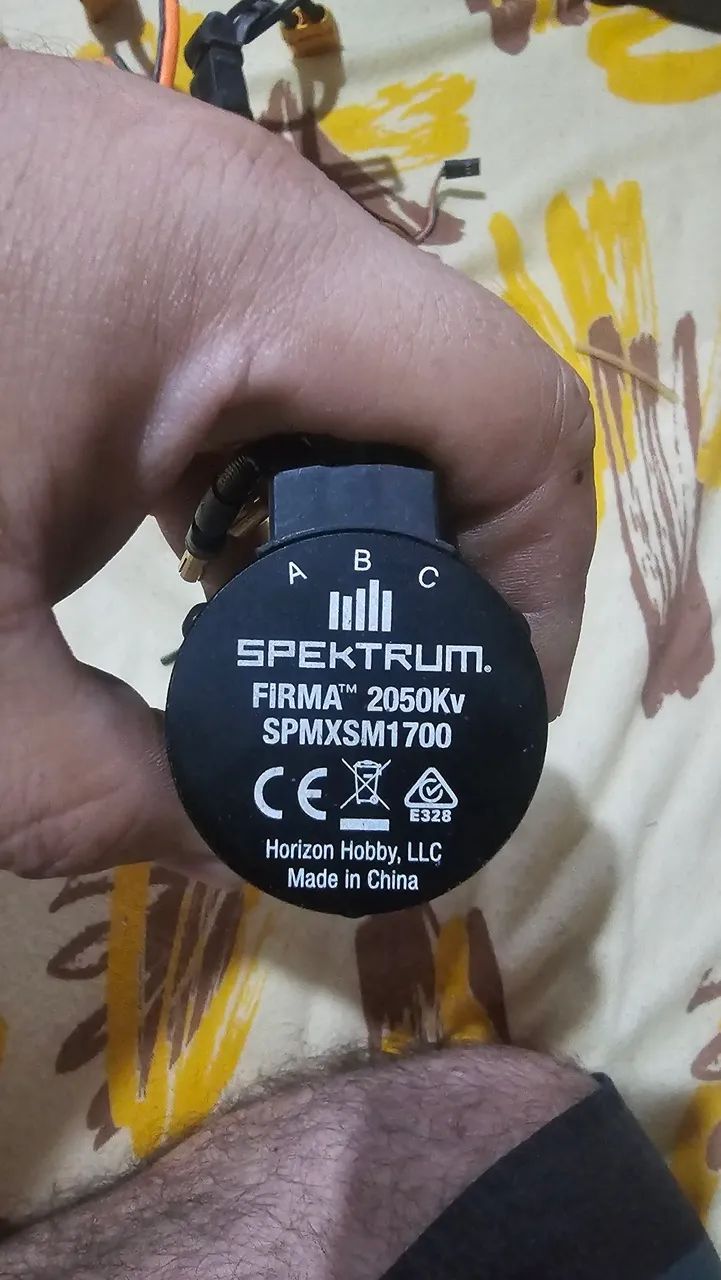 A B C
SPEKTRUM®
FIRMA™ 2050Kv
SPMXSM1700
CE
E328
Horizon Hobby, LLC
Made in China